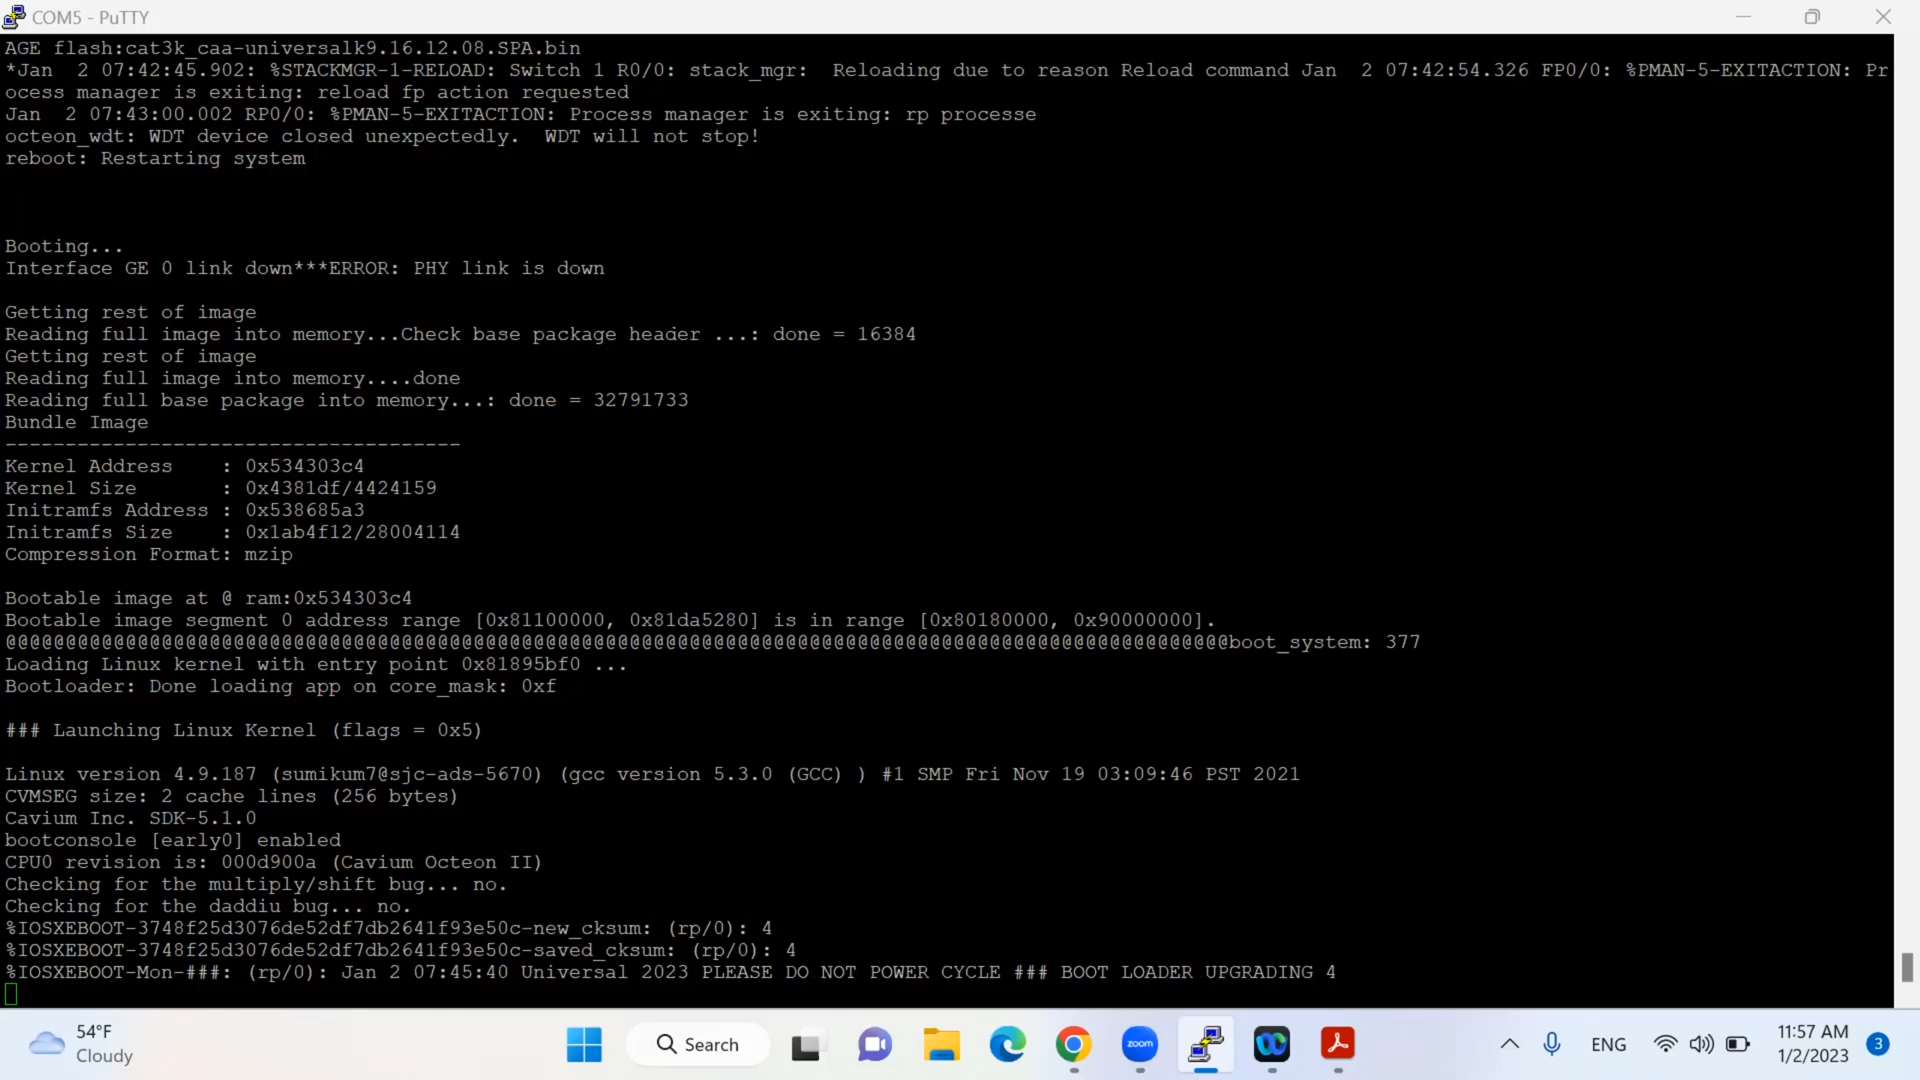 COM5 - PuTTY
AGE flash:cat3k_caa-universalk9.16.12.08.SPA.bin
*Jan  2 07:42:45.902: %STACKMGR-1-RELOAD: Switch 1 R0/0: stack_mgr:  Reloading due to reason Reload command Jan  2 07:42:54.326 FP0/0: %PMAN-5-EXITACTION: Pr
ocess manager is exiting: reload fp action requested
Jan  2 07:43:00.002 RP0/0: %PMAN-5-EXITACTION: Process manager is exiting: rp processe
octeon_wdt: WDT device closed unexpectedly.  WDT will not stop!
reboot: Restarting system
Booting...
Interface GE 0 link down***ERROR: PHY link is down
Getting rest of image
Reading full image into memory...Check base package header ...: done = 16384
Getting rest of image
Reading full image into memory....done
Reading full base package into memory...: done = 32791733
Bundle Image
--------------------------------------
Kernel Address    : 0x534303c4
Kernel Size       : 0x4381df/4424159
Initramfs Address : 0x538685a3
Initramfs Size    : 0x1ab4f12/28004114
Compression Format: mzip
Bootable image at @ ram:0x534303c4
Bootable image segment 0 address range [0x81100000, 0x81da5280] is in range [0x80180000, 0x90000000].
@@@@@@@@@@@@@@@@@@@@@@@@@@@@@@@@@@@@@@@@@@@@@@@@@@@@@@@@@@@@@@@@@@@@@@@@@@@@@@@@@@@@@@@@@@@@@@@@@@@@@@boot_system: 377
Loading Linux kernel with entry point 0x81895bf0 ...
Bootloader: Done loading app on core_mask: 0xf
### Launching Linux Kernel (flags = 0x5)
Linux version 4.9.187 (sumikum7@sjc-ads-5670) (gcc version 5.3.0 (GCC) ) #1 SMP Fri Nov 19 03:09:46 PST 2021
CVMSEG size: 2 cache lines (256 bytes)
Cavium Inc. SDK-5.1.0
bootconsole [early0] enabled
CPU0 revision is: 000d900a (Cavium Octeon II)
Checking for the multiply/shift bug... no.
Checking for the daddiu bug... no.
%IOSXEBOOT-3748f25d3076de52df7db2641f93e50c-new_cksum: (rp/0): 4
%IOSXEBOOT-3748f25d3076de52df7db2641f93e50c-saved_cksum: (rp/0): 4
%IOSXEBOOT-Mon-###: (rp/0): Jan 2 07:45:40 Universal 2023 PLEASE DO NOT POWER CYCLE ### BOOT LOADER UPGRADING 4
54°F
Cloudy
Search
zoom
ENG
11:57 AM
1/2/2023
3